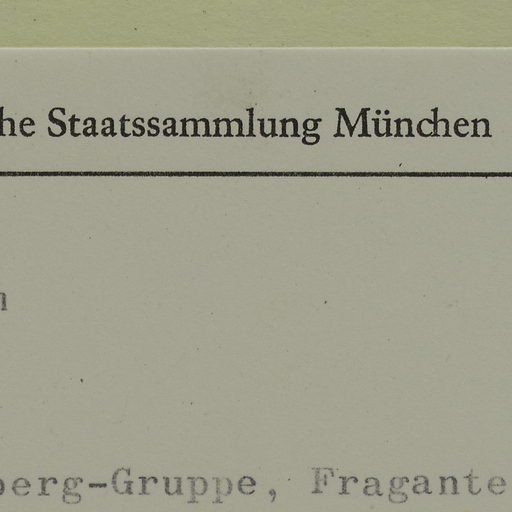 he Staatssammlung München
n
berg-Gruppe, Fragante